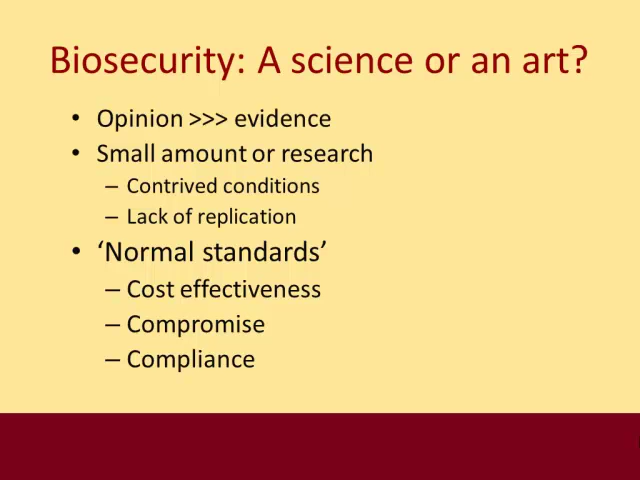 Biosecurity: A science or an art?
• Opinion >>> evidence
• Small amount or research
– Contrived conditions
– Lack of replication
• ‘Normal standards’
– Cost effectiveness
– Compromise
– Compliance